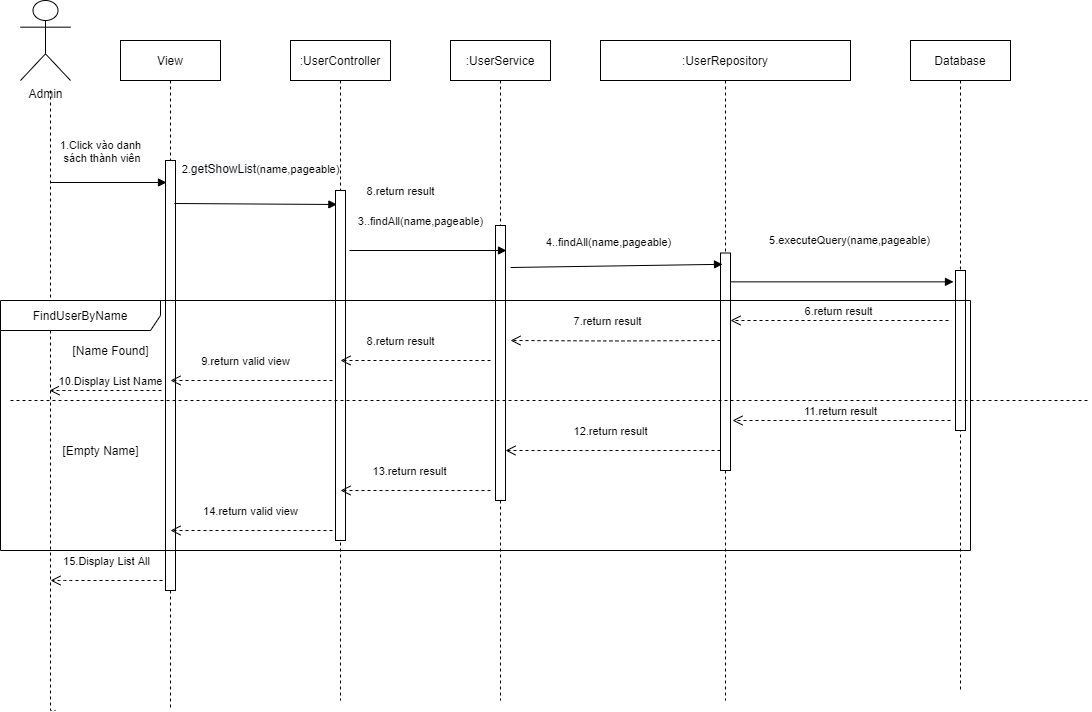 Admin
View
:UserController
:UserService
:UserRepository
Database
1.Click vào danh
sách thành viên
2.getShowList(name,pageable)
8.return result
3..findAll(name,pageable)
4..findAll(name,pageable)
5.executeQuery(name,pageable)
FindUserByName
6.return result
7.return result
8.return result
[Name Found]
9.return valid view
10.Display List Name
11.return result
12.return result
[Empty Name]
13.return result
14.return valid view
15.Display List All